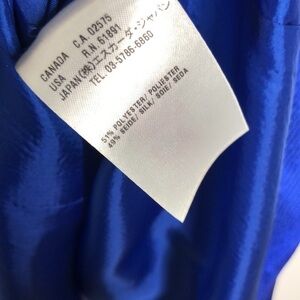 CANADA C.A. 02575
USA R.N 61891
JAPAN(株)エスカーダ・ジャパン
TEL.03-5786-6860
51% POLYESTER/ POLYESTER
49% SEIDE/ SILK/ SOIE/ SEDA